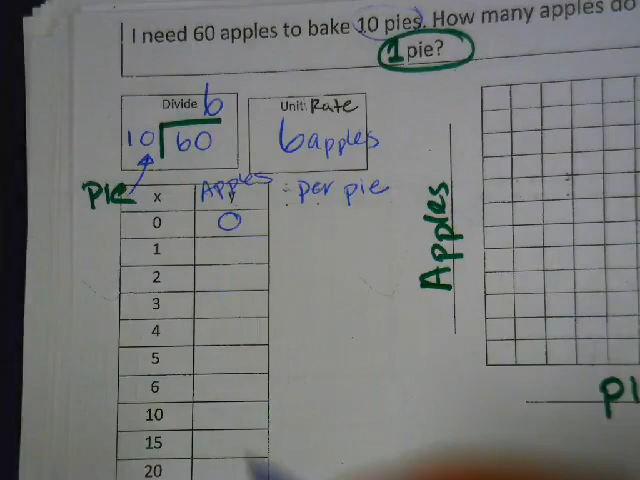 I need 60 apples to bake 10 pies. How many apples do
1 pie?
Divide 6
10 60
Unit Rate
6 apples
per pie
pie
x Apples y
0 0
1
2
3
4
5
6
10
15
20
Apples